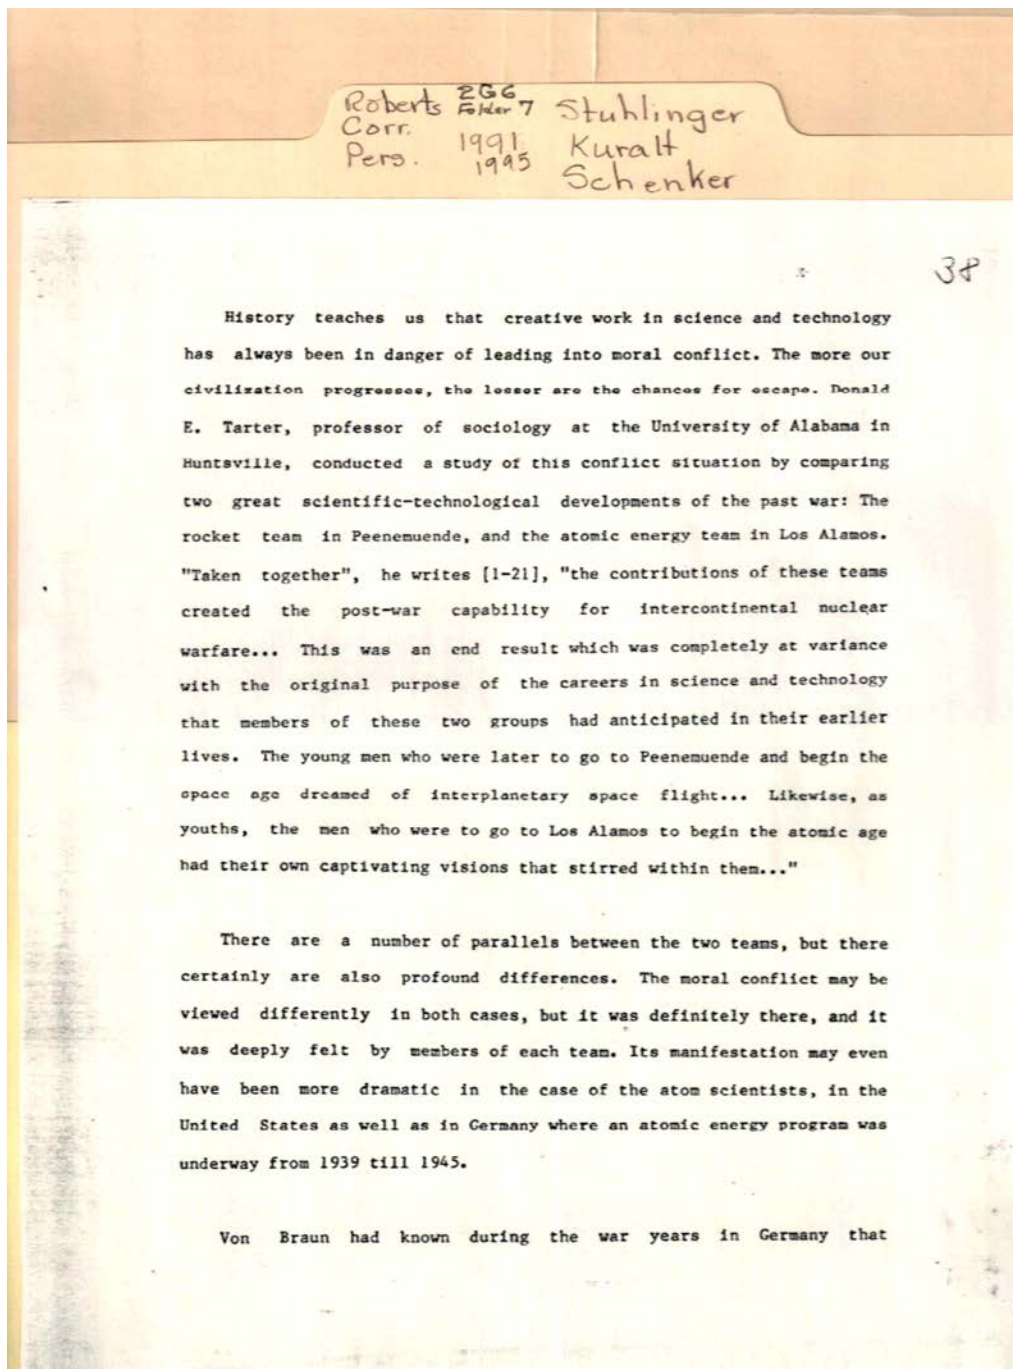 Roberts 2G6 Folder 7 Stuhlinger
Corr. 1991 Kuralt
Pers. 1995 Schenker
38
History teaches us that creative work in science and technology
has always been in danger of leading into moral conflict. The more our
civilization progresses, the lesser are the chances for escape. Donald
E. Tarter, professor of sociology at the University of Alabama in
Huntsville, conducted a study of this conflict situation by comparing
two great scientific-technological developments of the past war: The
rocket team in Peenemuende, and the atomic energy team in Los Alamos.
"Taken together", he writes [1-21], "the contributions of these teams
created the post-war capability for intercontinental nuclear
warfare... This was an end result which was completely at variance
with the original purpose of the careers in science and technology
that members of these two groups had anticipated in their earlier
lives. The young men who were later to go to Peenemuende and begin the
space age dreamed of interplanetary space flight... Likewise, as
youths, the men who were to go to Los Alamos to begin the atomic age
had their own captivating visions that stirred within them..."
There are a number of parallels between the two teams, but there
certainly are also profound differences. The moral conflict may be
viewed differently in both cases, but it was definitely there, and it
was deeply felt by members of each team. Its manifestation may even
have been more dramatic in the case of the atom scientists, in the
United States as well as in Germany where an atomic energy program was
underway from 1939 till 1945.
Von Braun had known during the war years in Germany that